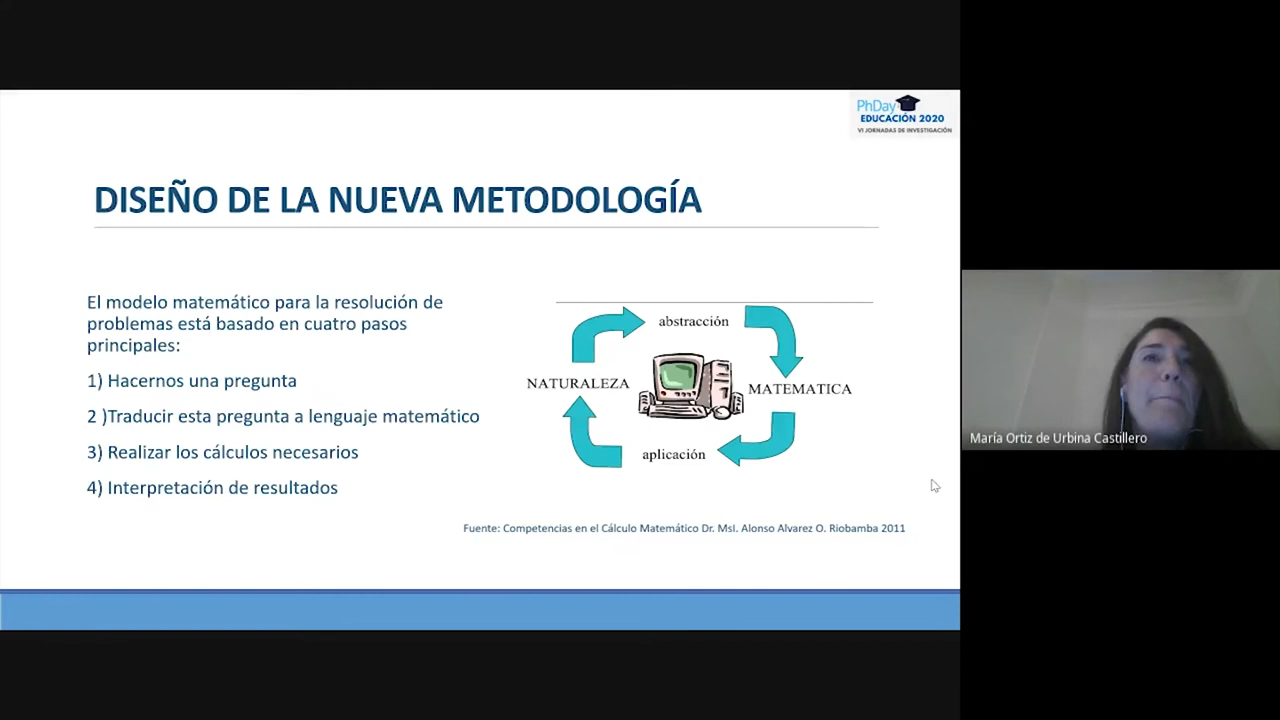 PhDay
EDUCACIÓN 2020
VI JORNADAS DE INVESTIGACIÓN
DISEÑO DE LA NUEVA METODOLOGÍA
El modelo matemático para la resolución de
problemas está basado en cuatro pasos
principales:
1) Hacernos una pregunta
2 )Traducir esta pregunta a lenguaje matemático
3) Realizar los cálculos necesarios
4) Interpretación de resultados
abstracción
NATURALEZA
MATEMATICA
aplicación
Fuente: Competencias en el Cálculo Matemático Dr. Msl. Alonso Alvarez O. Riobamba 2011
María Ortiz de Urbina Castillero